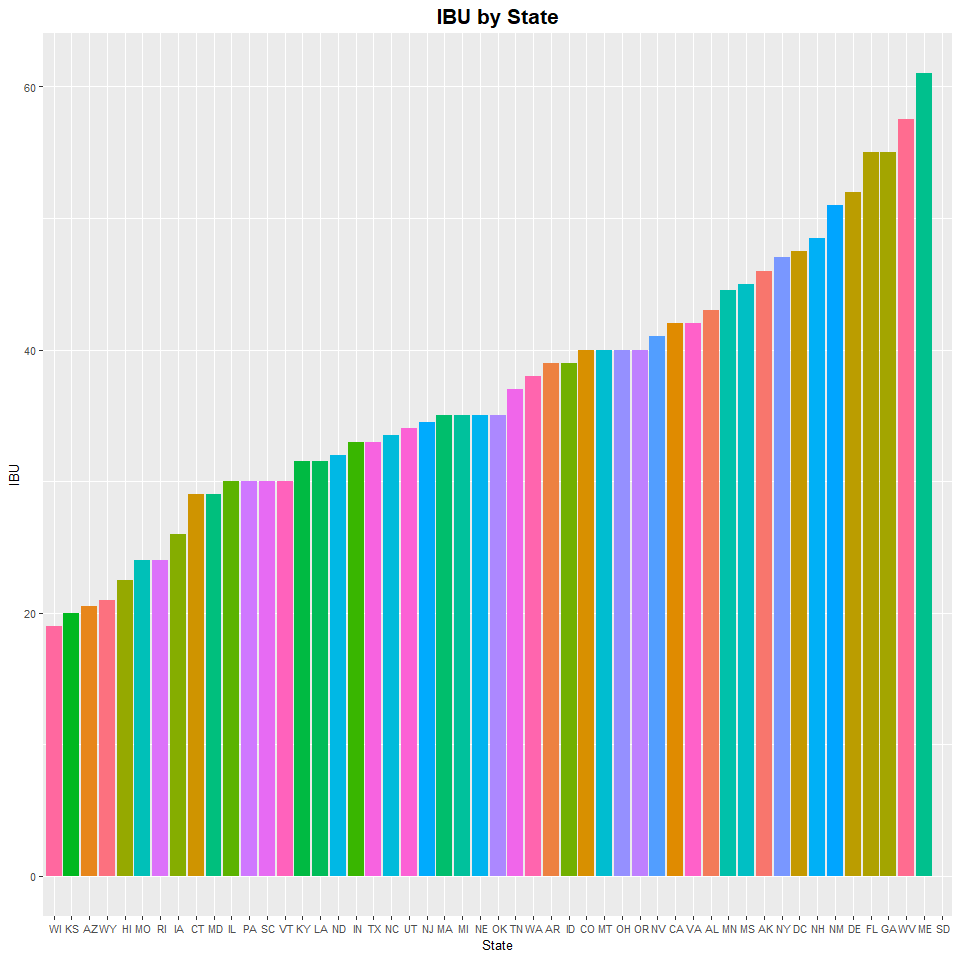 IBU by State
IBU
60
40
20
0
WI KS AZ WY HI MO RI IA CT MD IL PA SC VT KY LA ND IN TX NC UT NJ MA MI NE OK TN WA AR ID CO MT OH OR NV CA VA AL MN MS AK NY DC NH NM DE FL GA WV ME SD
State